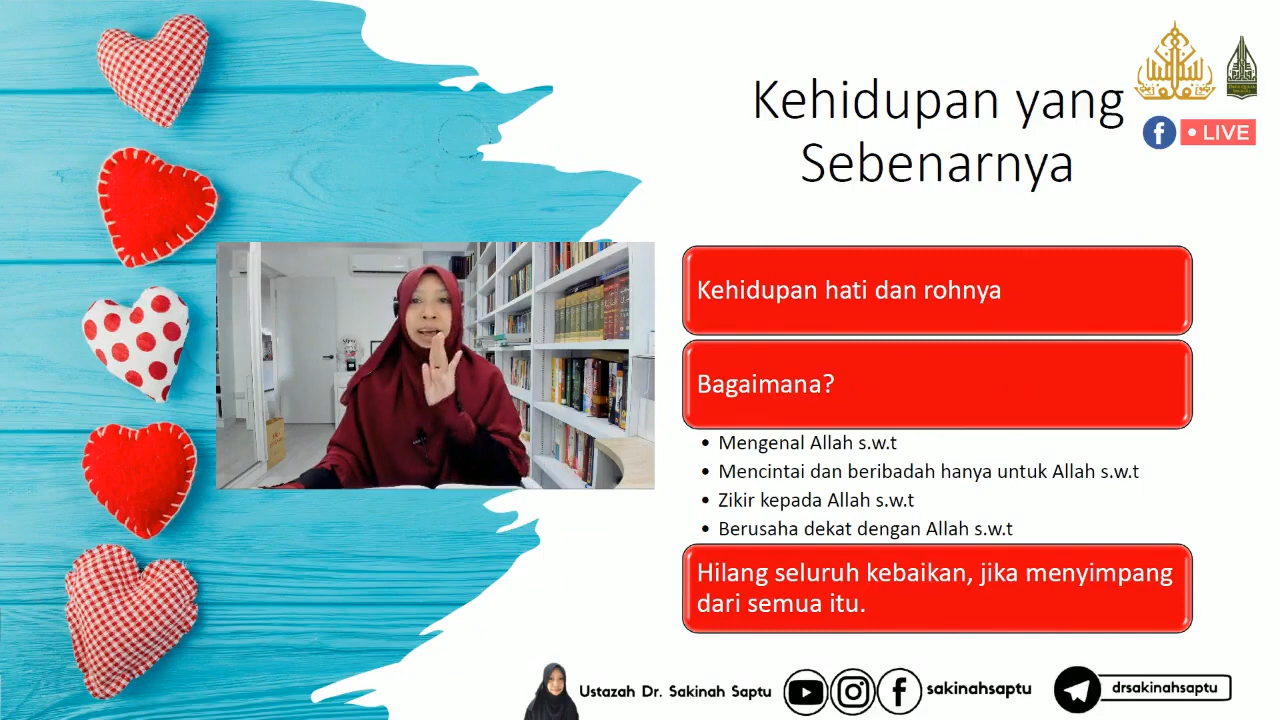 Kehidupan yang
Sebenarnya
LIVE
Kehidupan hati dan rohnya
Bagaimana?
• Mengenal Allah s.w.t
• Mencintai dan beribadah hanya untuk Allah s.w.t
• Zikir kepada Allah s.w.t
• Berusaha dekat dengan Allah s.w.t
Hilang seluruh kebaikan, jika menyimpang
dari semua itu.
Ustazah Dr. Sakinah Saptu
sakinahsaptu
drsakinahsaptu